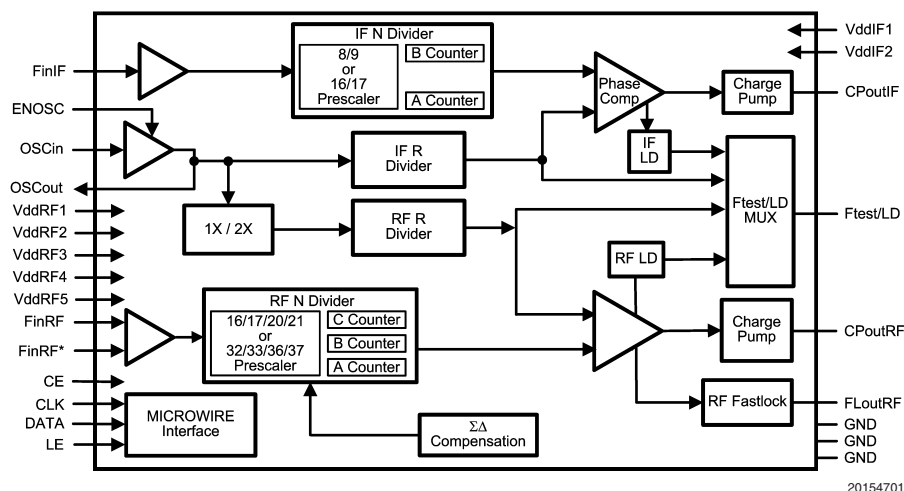 FinIF
ENOSC
OSCin
OSCout
VddRF1
VddRF2
VddRF3
VddRF4
VddRF5
FinRF
FinRF*
CE
CLK
DATA
LE
IF N Divider
8/9
or
16/17
Prescaler
B Counter
A Counter
IF R
Divider
1X / 2X
RF R
Divider
RF N Divider
16/17/20/21
or
32/33/36/37
Prescaler
C Counter
B Counter
A Counter
MICROWIRE
Interface
ΣΔ
Compensation
Phase
Comp
Charge
Pump
IF
LD
Ftest/LD
MUX
RF LD
Charge
Pump
RF Fastlock
VddIF1
VddIF2
CPoutIF
Ftest/LD
CPoutRF
FLoutRF
GND
GND
GND
20154701